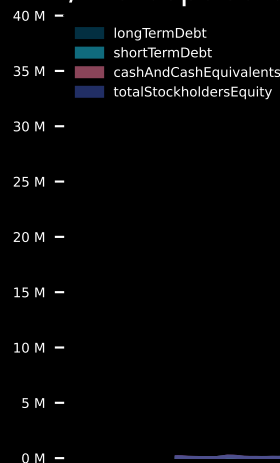 40 M
longTermDebt
shortTermDebt
35 M
cashAndCashEquivalents
totalStockholdersEquity
30 M
25 M
20 M
15 M
10 M
5 M
0 M